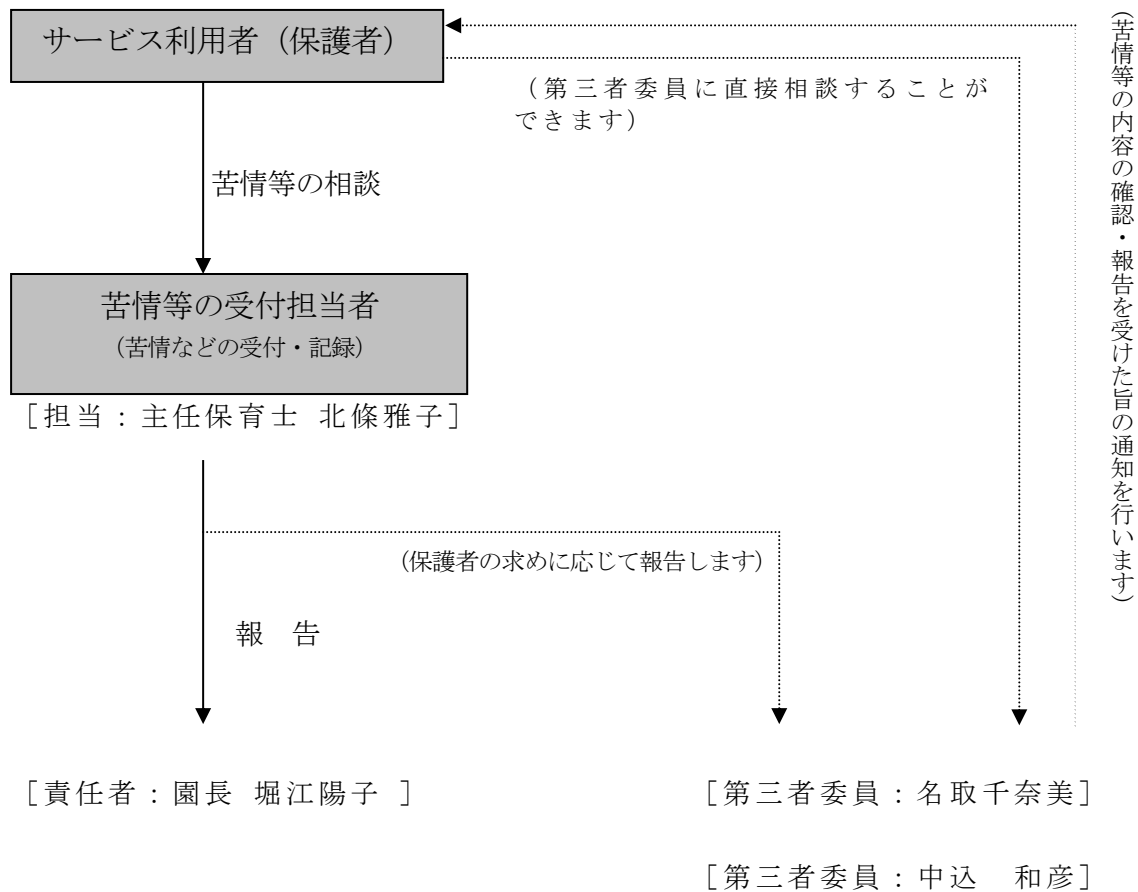 サービス利用者（保護者）
（第三者委員に直接相談することが
できます）
苦情等の相談
苦情等の受付担当者
（苦情などの受付・記録）
［担当：主任保育士 北條雅子］
（保護者の求めに応じて報告します）
報 告
［責任者：園長 堀江陽子 ］
［第三者委員：名取千奈美］
［第三者委員：中込 和彦］
（苦情等の内容の確認・報告を受けた旨の通知を行います）